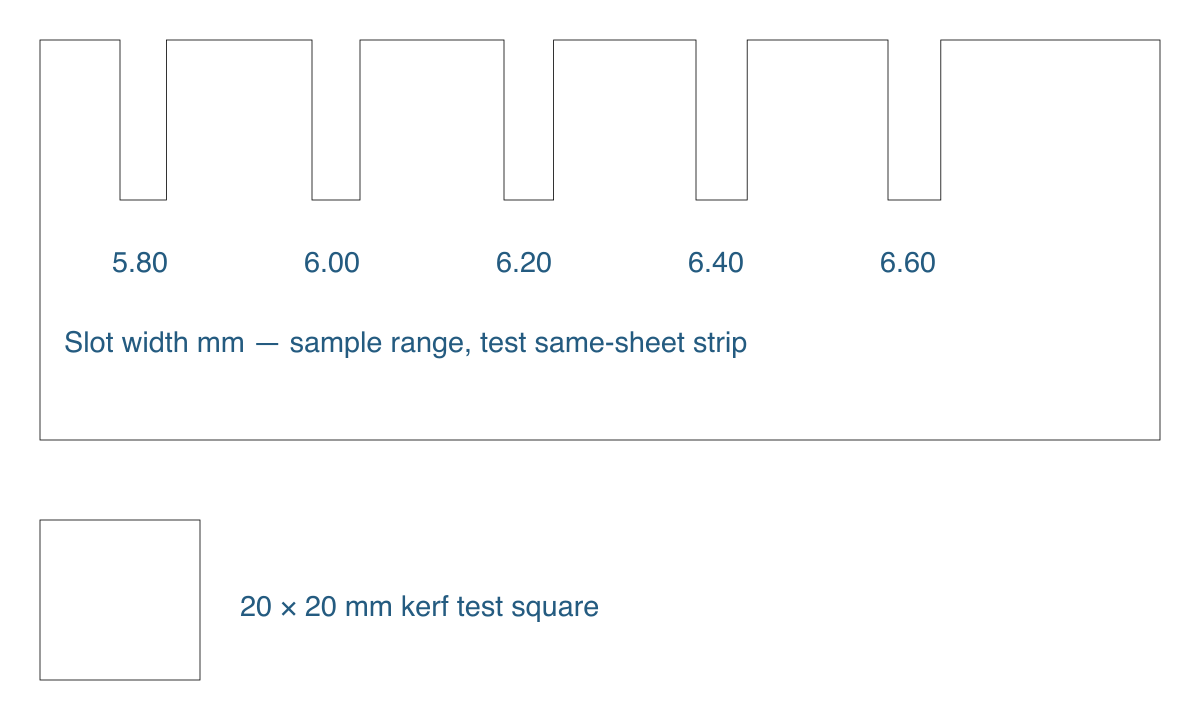 5.80 6.00 6.20 6.40 6.60
Slot width mm — sample range, test same-sheet strip
20 × 20 mm kerf test square